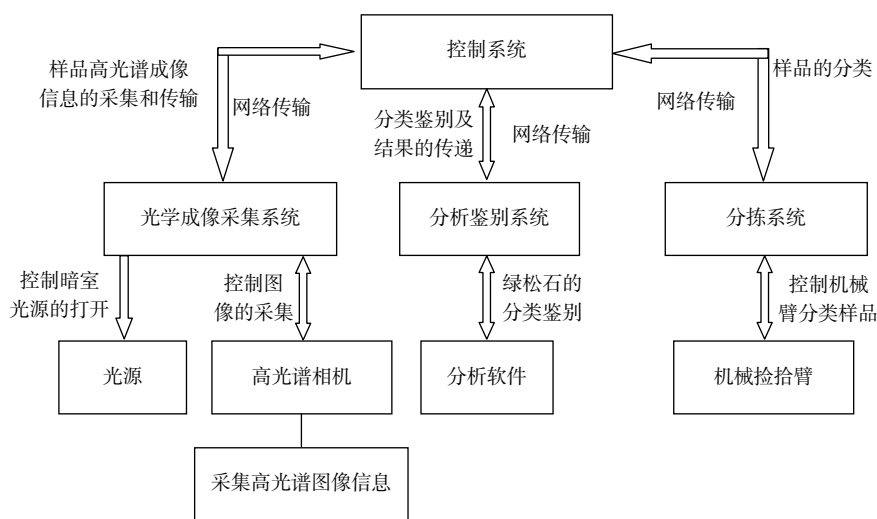 控制系统
样品高光谱成像
信息的采集和传输
网络传输
分类鉴别及
结果的传递
网络传输
样品的分类
网络传输
光学成像采集系统
分析鉴别系统
分拣系统
控制暗室
光源的打开
控制图
像的采集
绿松石的
分类鉴别
控制机械
臂分类样品
光源
高光谱相机
分析软件
机械捡拾臂
采集高光谱图像信息